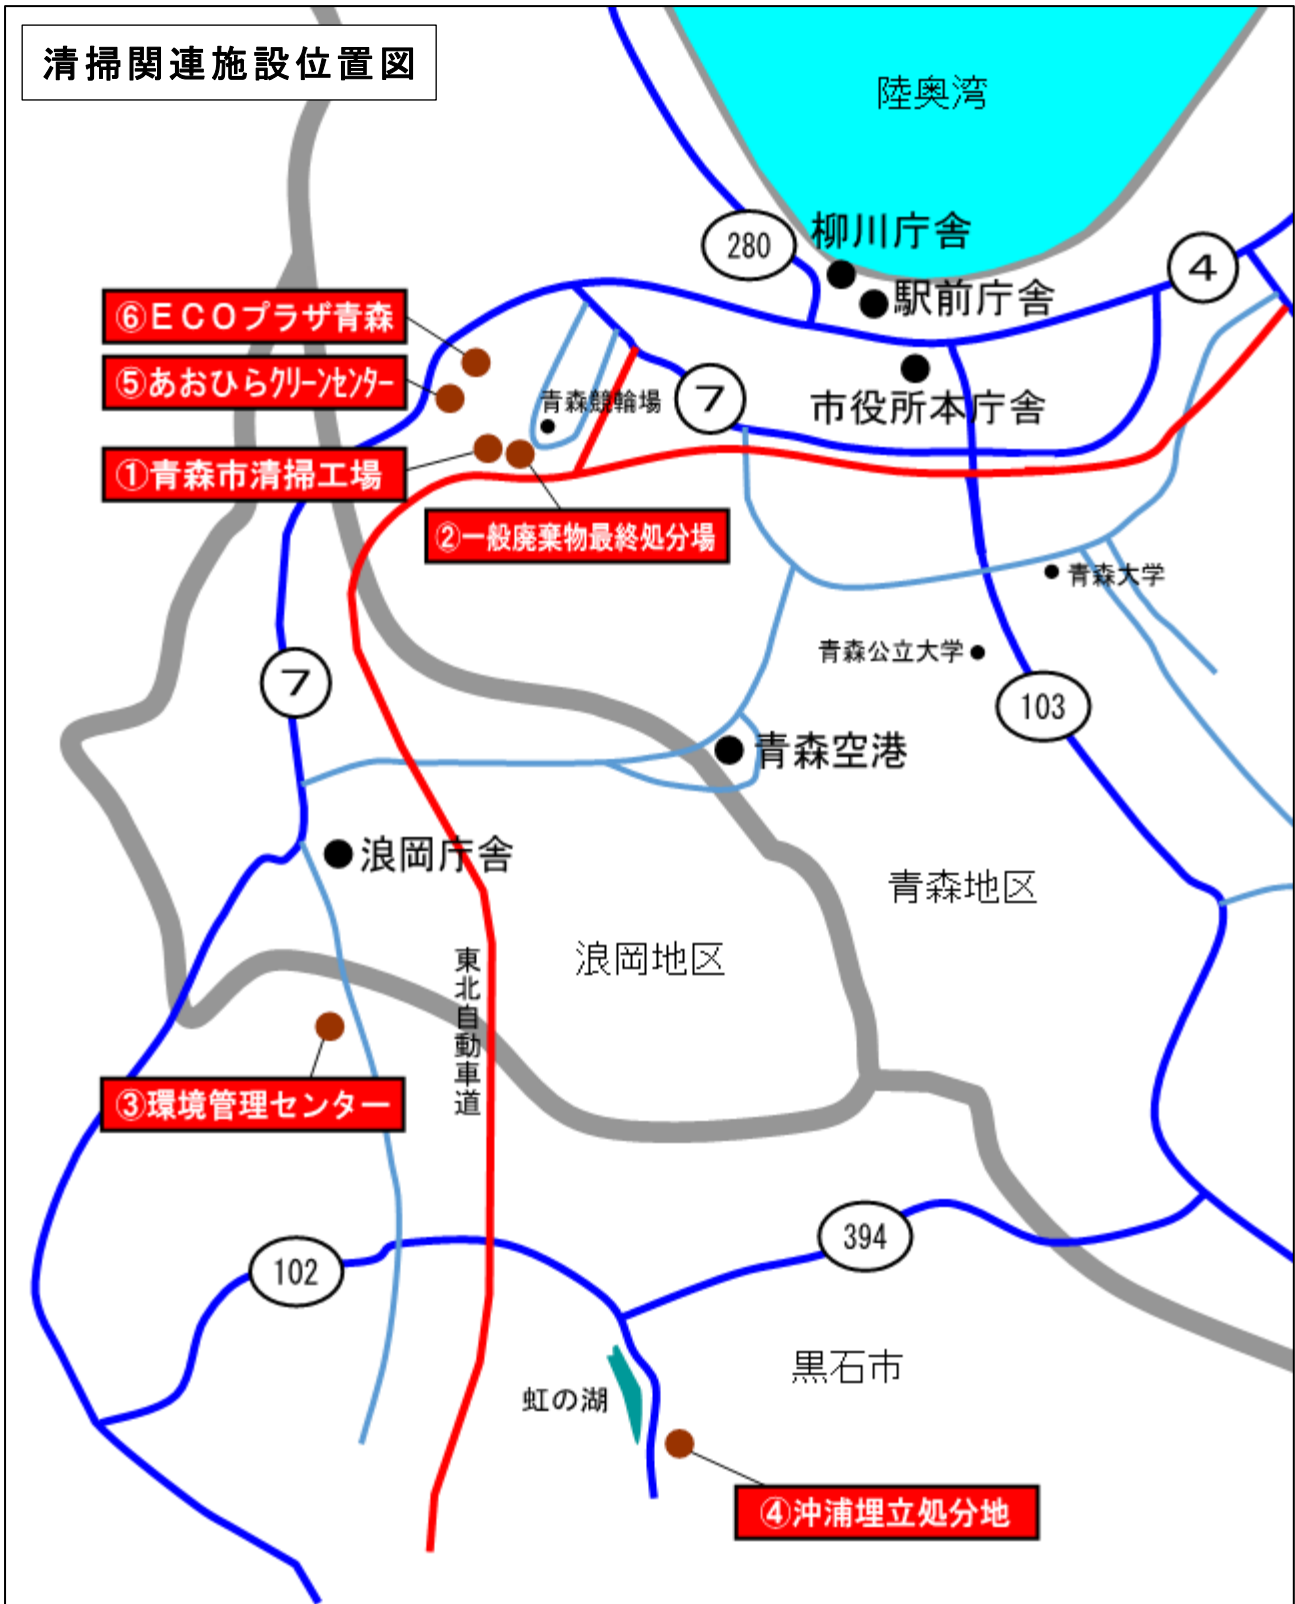 清掃関連施設位置図
陸奥湾
柳川庁舎
280
4
駅前庁舎
⑥ECOプラザ青森
⑤あおひらクリーンセンター
青森競輪場
7
市役所本庁舎
①青森市清掃工場
②一般廃棄物最終処分場
青森大学
青森公立大学
7
103
青森空港
浪岡庁舎
青森地区
浪岡地区
東北自動車道
③環境管理センター
394
102
黒石市
虹の湖
④沖浦埋立処分地